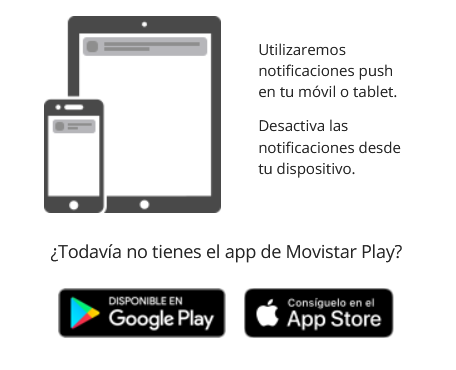 Utilizaremos
notificaciones push
en tu móvil o tablet.
Desactiva las
notificaciones desde
tu dispositivo.
¿Todavía no tienes el app de Movistar Play?
DISPONIBLE EN
Google Play
Consíguelo en el
App Store